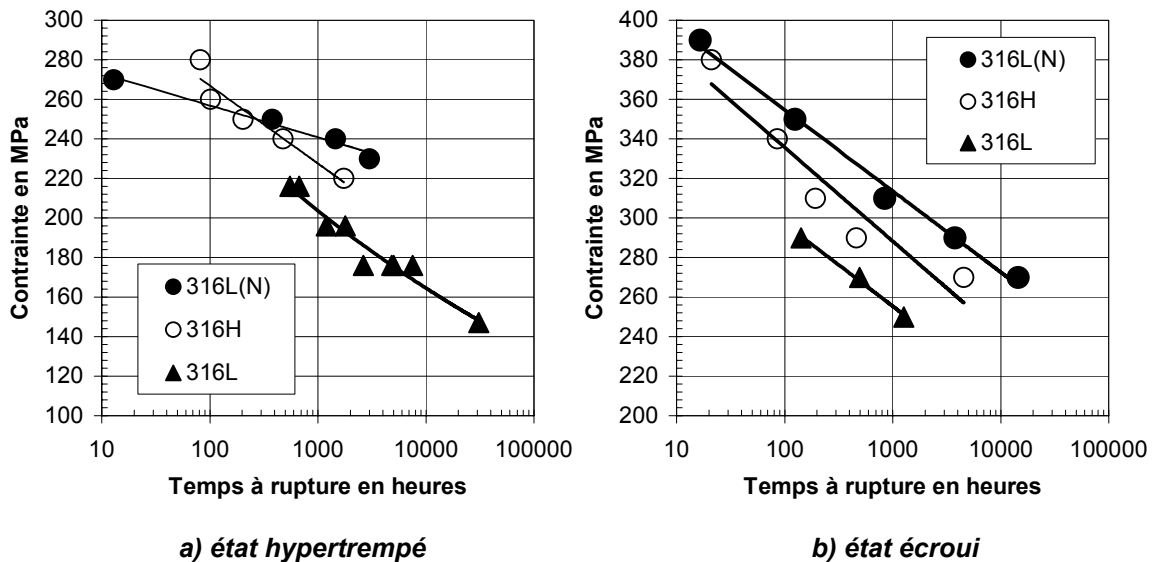 300
280
260
240
220
200
180
160
140
120
100
Contrainte en MPa
316L(N)
316H
316L
10 100 1000 10000 100000
Temps à rupture en heures
a) état hypertrempé
400
380
360
340
320
300
280
260
240
220
200
Contrainte en MPa
316L(N)
316H
316L
10 100 1000 10000 100000
Temps à rupture en heures
b) état écroui